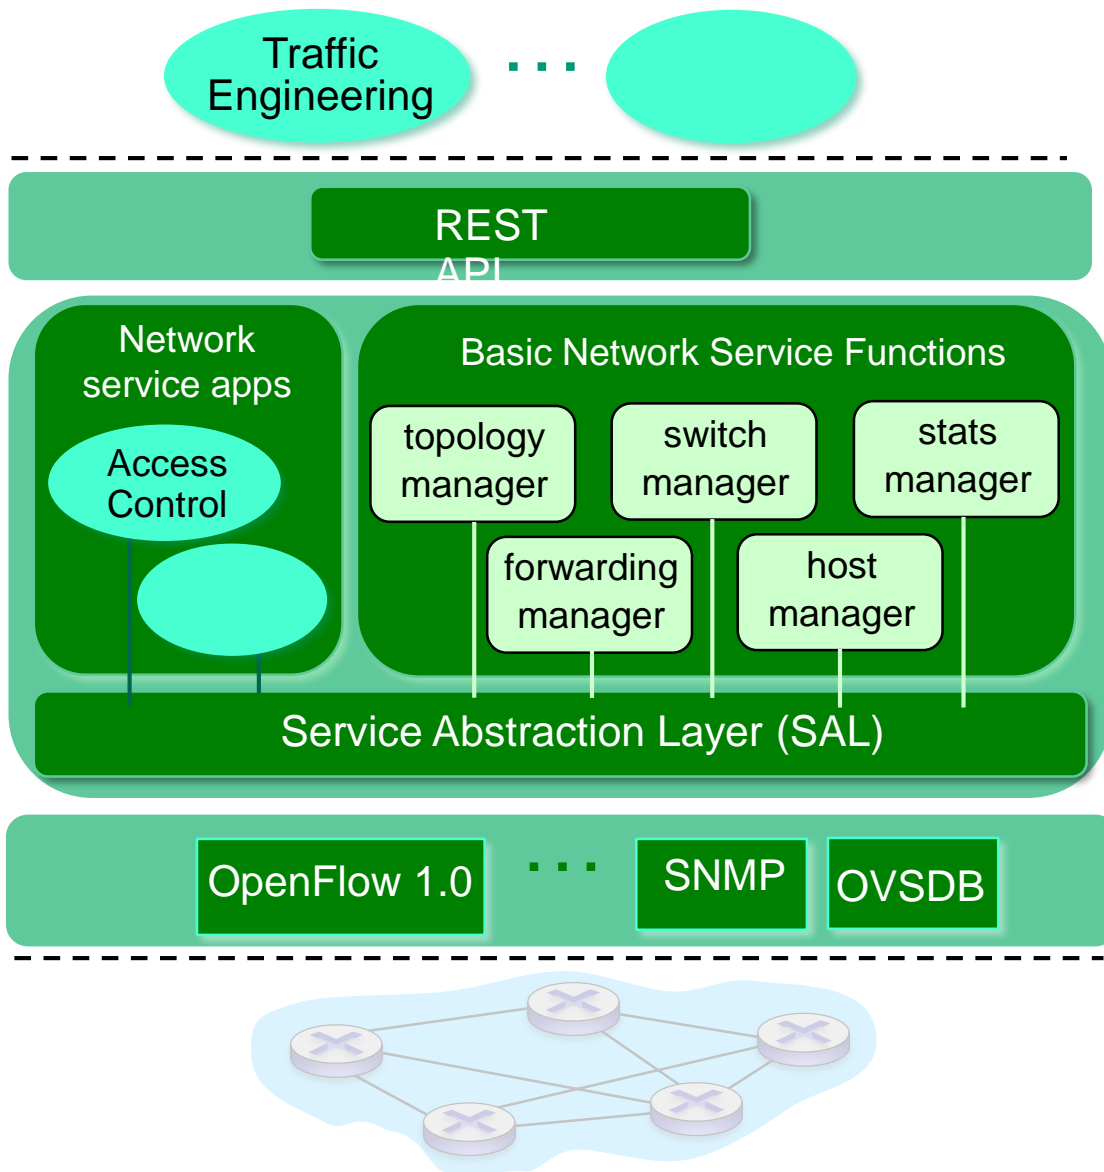 Traffic
Engineering
REST
API
Network
service apps
Basic Network Service Functions
Access
Control
topology
manager
switch
manager
stats
manager
forwarding
manager
host
manager
Service Abstraction Layer (SAL)
OpenFlow 1.0
SNMP
OVSDB